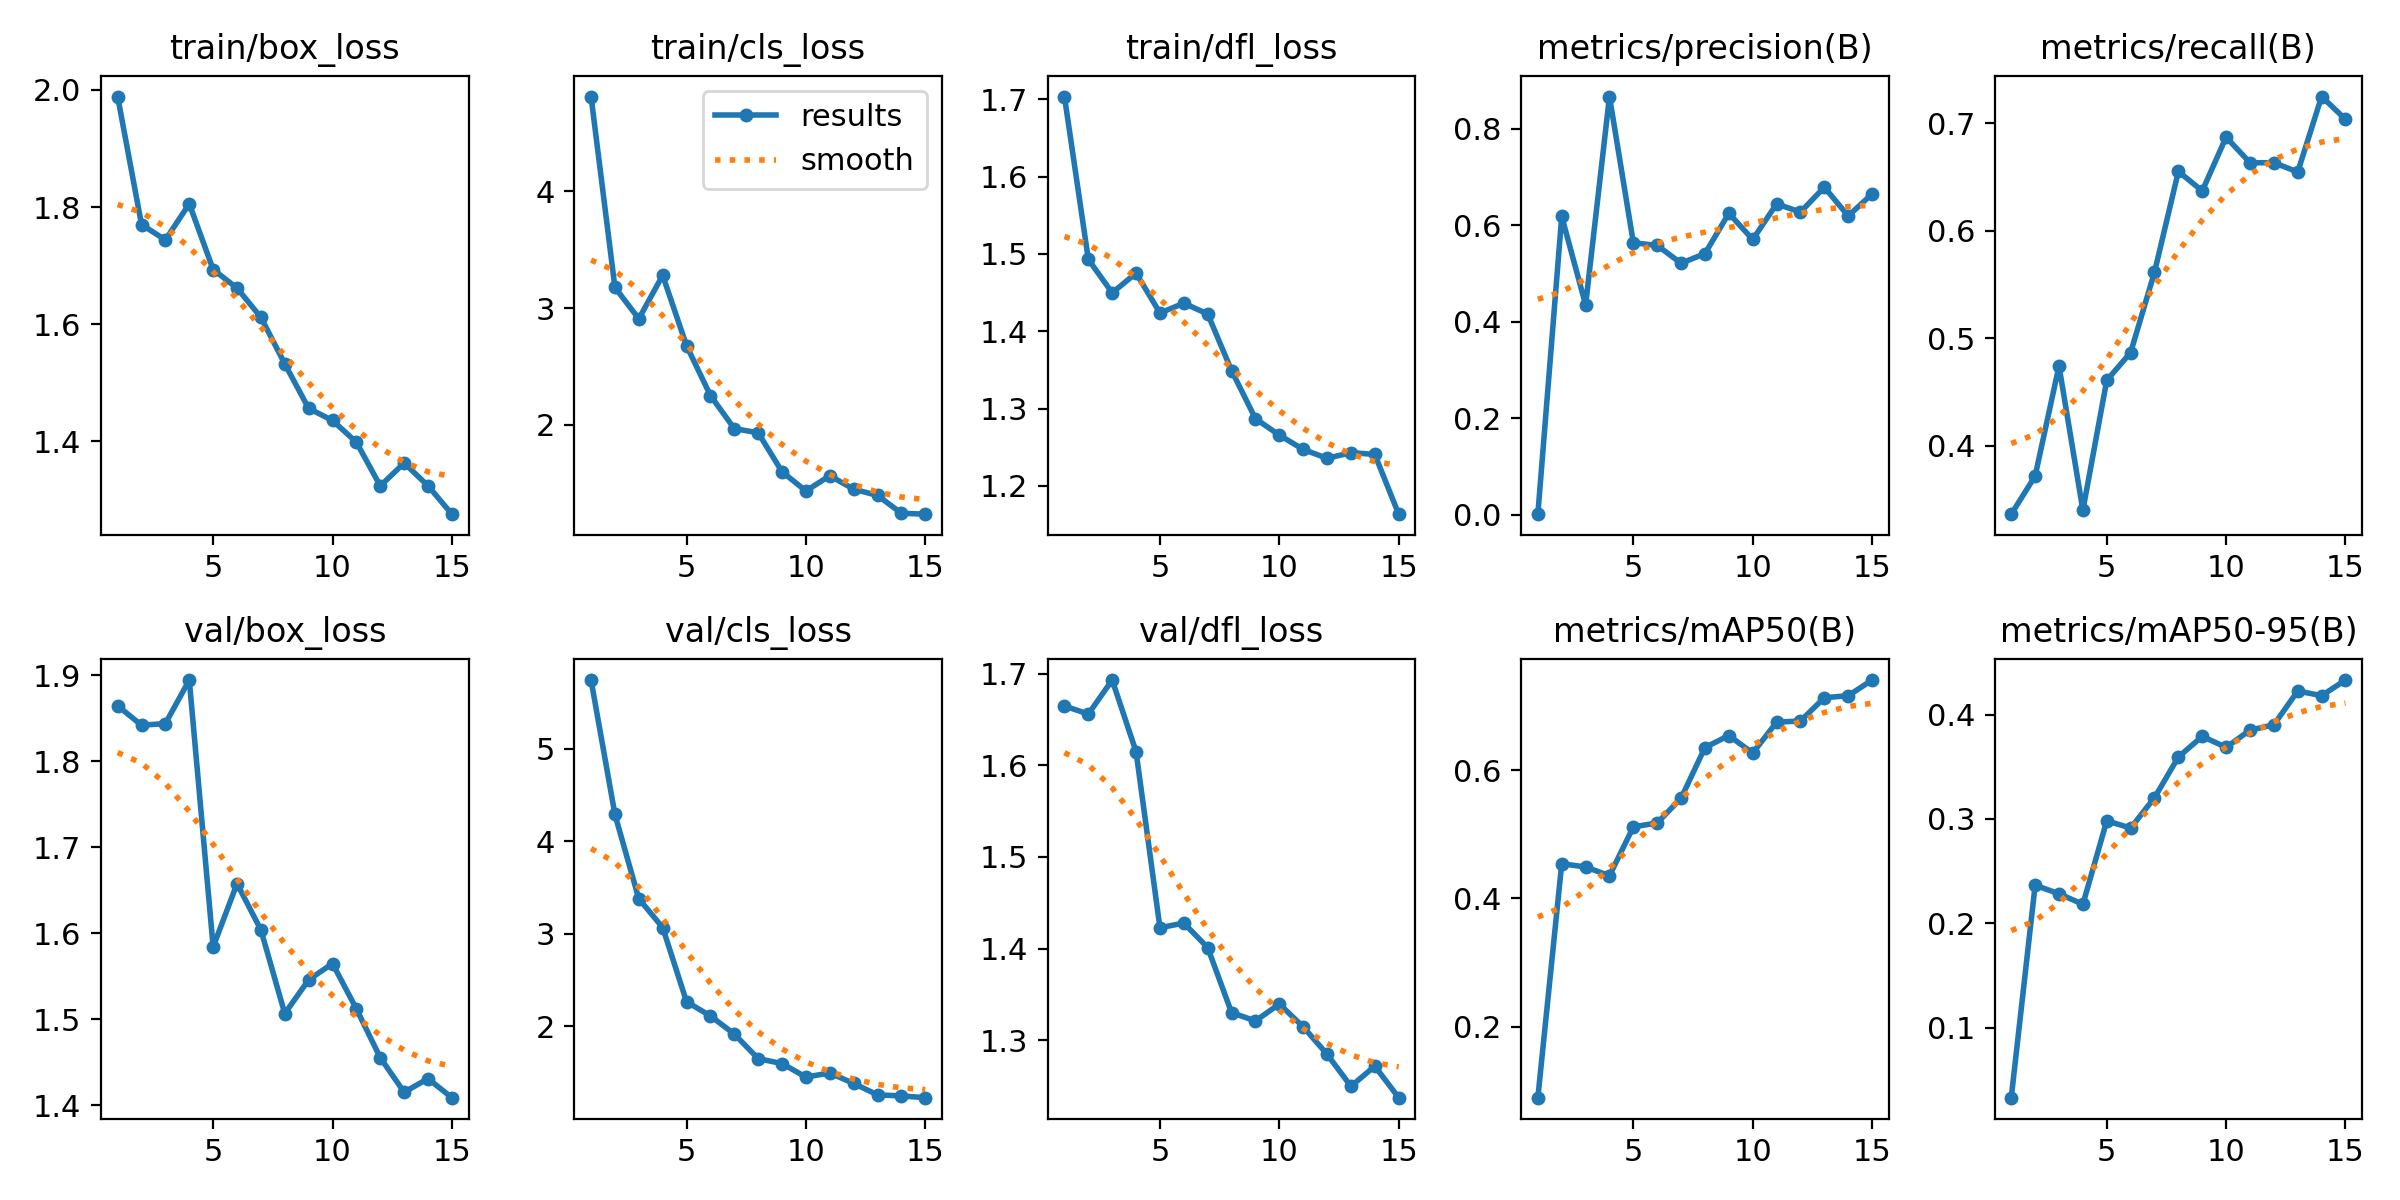 train/box_loss
train/cls_loss
train/dfl_loss
metrics/precision(B)
metrics/recall(B)
2.0
1.8
1.6
1.4
5 10 15
results
smooth
4
3
2
5 10 15
1.7
1.6
1.5
1.4
1.3
1.2
5 10 15
0.8
0.6
0.4
0.2
0.0
5 10 15
0.7
0.6
0.5
0.4
5 10 15
val/box_loss
val/cls_loss
val/dfl_loss
metrics/mAP50(B)
metrics/mAP50-95(B)
1.9
1.8
1.7
1.6
1.5
1.4
5 10 15
5
4
3
2
5 10 15
1.7
1.6
1.5
1.4
1.3
5 10 15
0.6
0.4
0.2
5 10 15
0.4
0.3
0.2
0.1
5 10 15